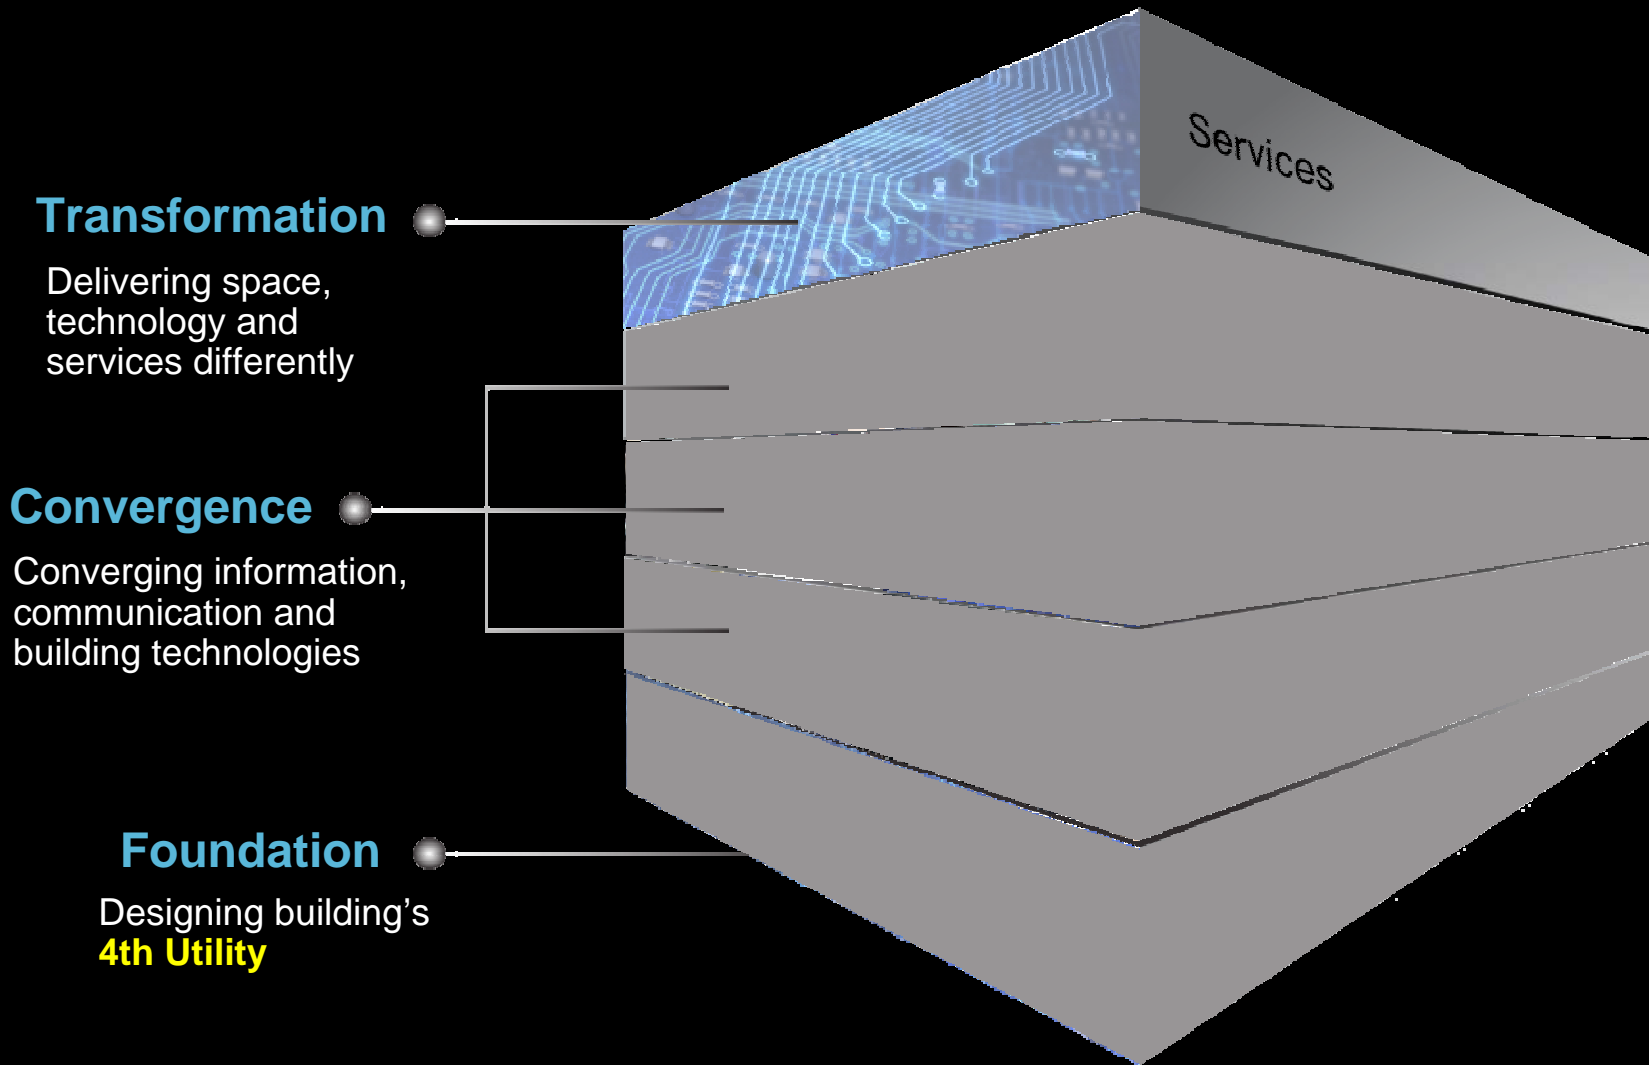 Services
Transformation
Delivering space,
technology and
services differently
Convergence
Converging information,
communication and
building technologies
Foundation
Designing building’s
4th Utility